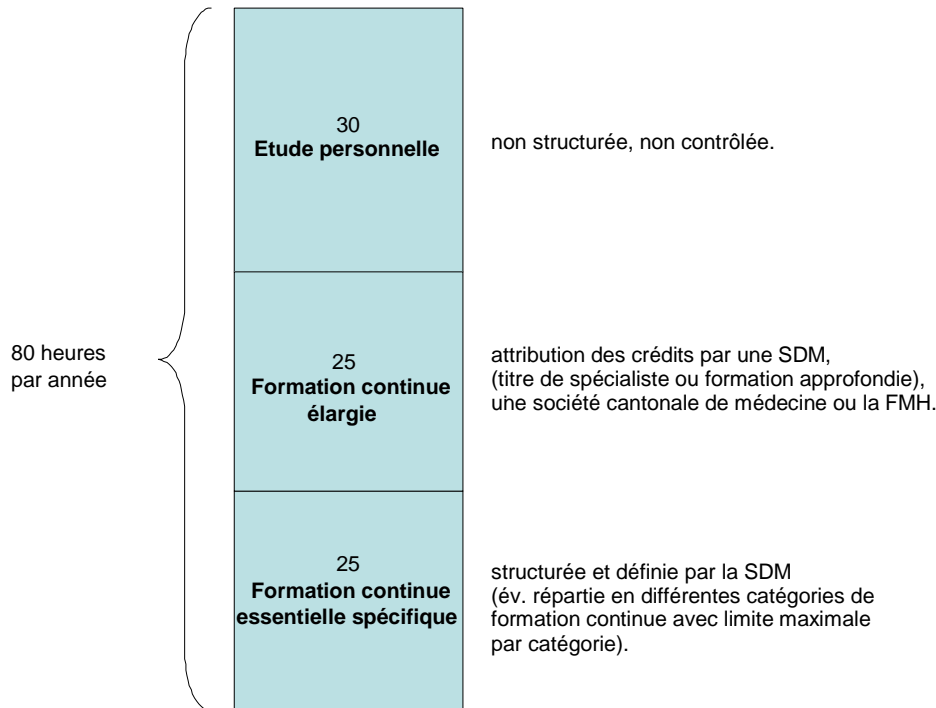 30
Etude personnelle
non structurée, non contrôlée.
80 heures
par année
25
Formation continue
élargie
attribution des crédits par une SDM,
(titre de spécialiste ou formation approfondie),
une société cantonale de médecine ou la FMH.
25
Formation continue
essentielle spécifique
structurée et définie par la SDM
(év. répartie en différentes catégories de
formation continue avec limite maximale
par catégorie).